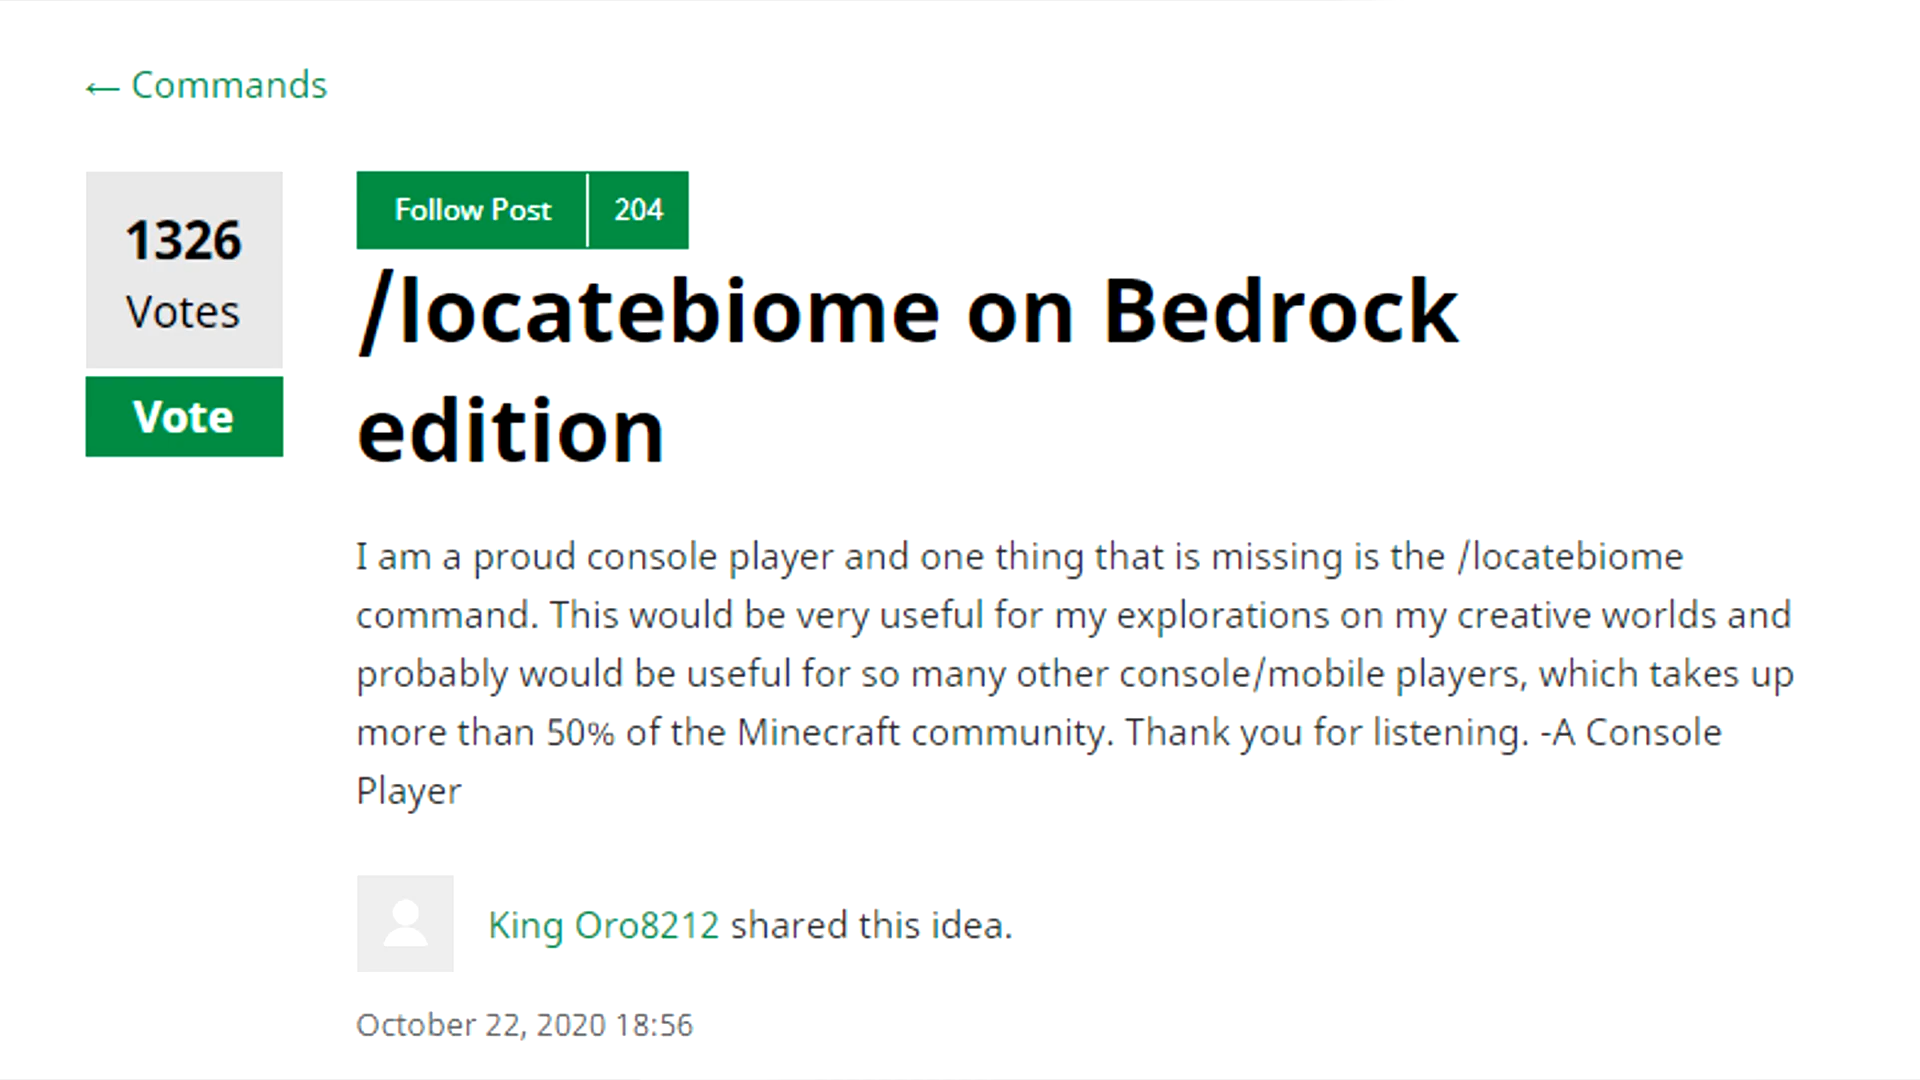 ← Commands
1326
Votes
Vote
Follow Post 204
/locatebiome on Bedrock
edition
I am a proud console player and one thing that is missing is the /locatebiome
command. This would be very useful for my explorations on my creative worlds and
probably would be useful for so many other console/mobile players, which takes up
more than 50% of the Minecraft community. Thank you for listening. -A Console
Player
King Oro8212 shared this idea.
October 22, 2020 18:56